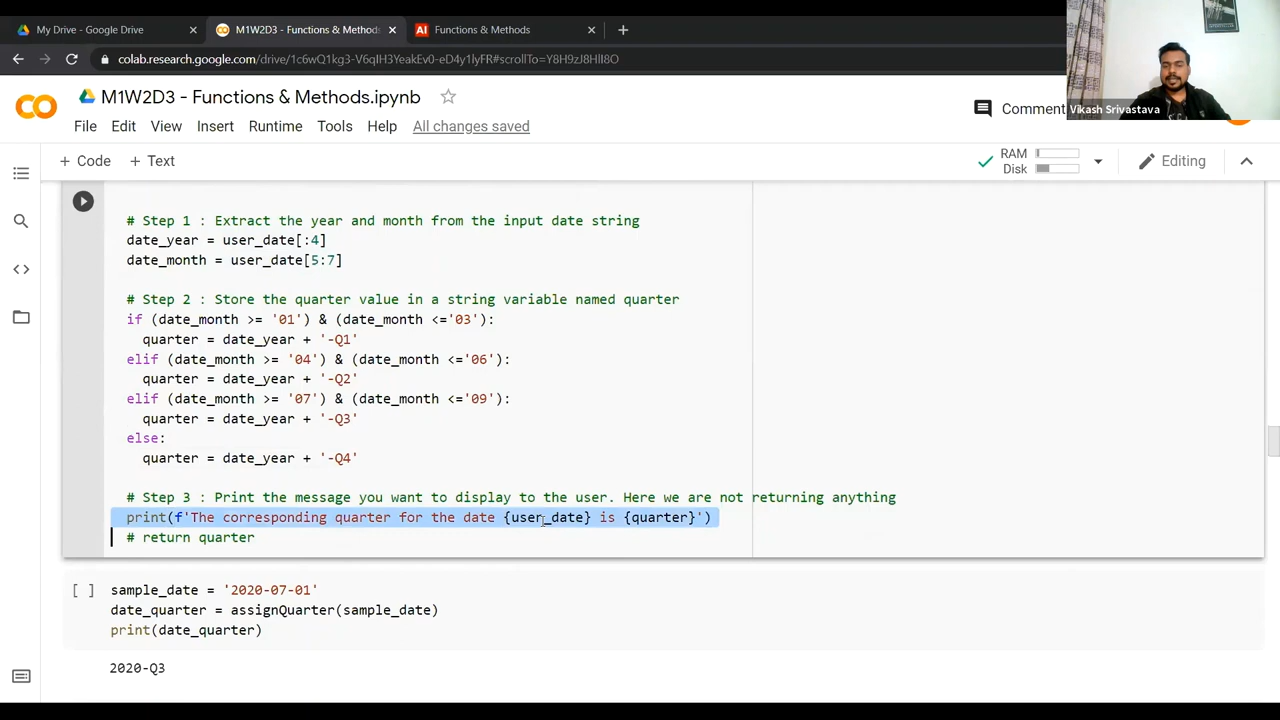 My Drive - Google Drive
M1W2D3 - Functions & Methods
AI Functions & Methods
colab.research.google.com/drive/1c6wQ1kg3-V6qIH3YeakEv0-eD4y1lyFR#scrollTo=Y8H9zJ8HlI8O
Vikash Srivastava
CO M1W2D3 - Functions & Methods.ipynb
Comment
File Edit View Insert Runtime Tools Help All changes saved
+ Code + Text
RAM
Disk
Editing
# Step 1 : Extract the year and month from the input date string
date_year = user_date[:4]
date_month = user_date[5:7]
# Step 2 : Store the quarter value in a string variable named quarter
if (date_month >= '01') & (date_month <='03'):
quarter = date_year + '-Q1'
elif (date_month >= '04') & (date_month <='06'):
quarter = date_year + '-Q2'
elif (date_month >= '07') & (date_month <='09'):
quarter = date_year + '-Q3'
else:
quarter = date_year + '-Q4'
# Step 3 : Print the message you want to display to the user. Here we are not returning anything
print(f'The corresponding quarter for the date {user_date} is {quarter}')
# return quarter
[ ] sample_date = '2020-07-01'
date_quarter = assignQuarter(sample_date)
print(date_quarter)
2020-Q3